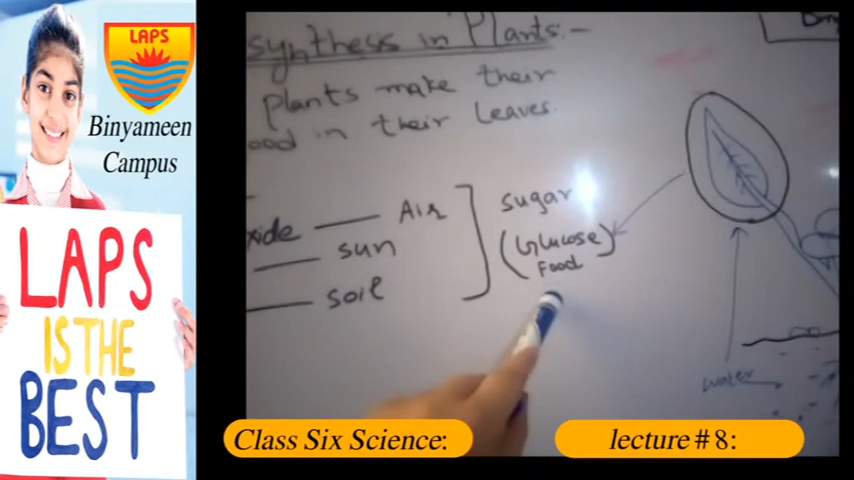 LAPS
Binyameen
Campus
LAPS
IS THE
BEST
synthesis in Plants:-
plants make their
ood in their Leaves.
xide — Air
— sun
— soil
sugar
(Glucose)
Food
water
Class Six Science:
lecture # 8: